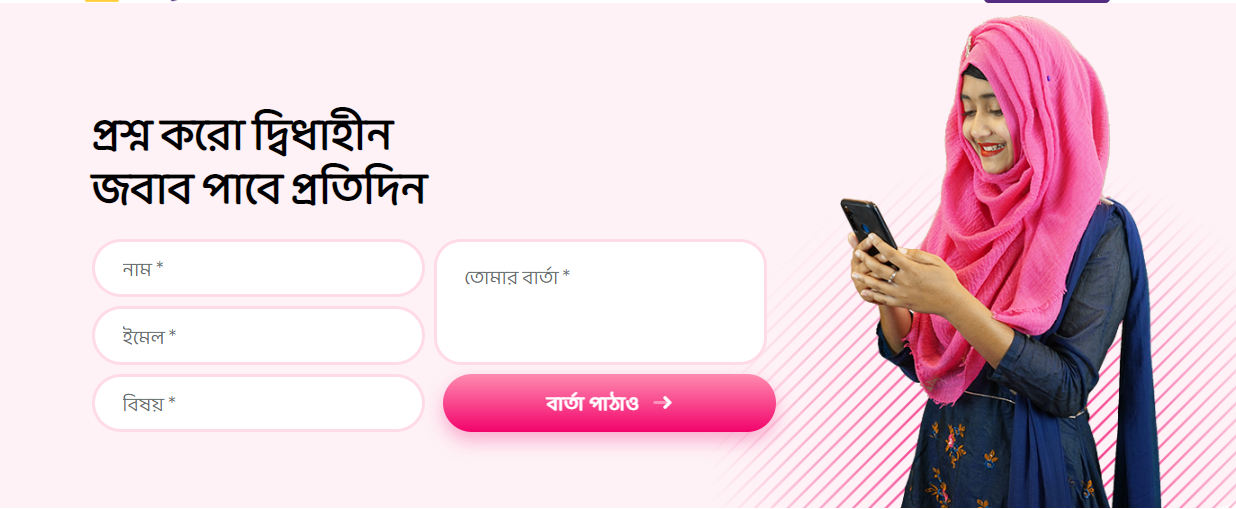 প্রশ্ন করো দ্বিধাহীন
জবাব পাবে প্রতিদিন
নাম *
ইমেল *
বিষয় *
তোমার বার্তা *
বার্তা পাঠাও